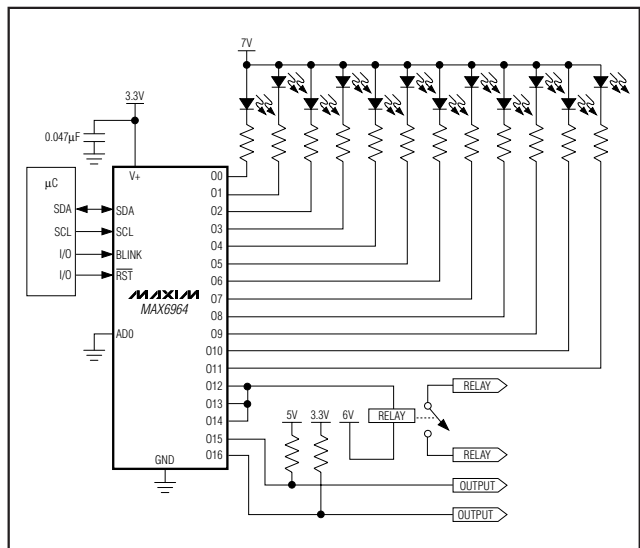 7V
3.3V
0.047µF
µC
SDA
SCL
I/O
I/O
V+
SDA
SCL
BLINK
RST
AD0
GND
MAXIM
MAX6964
O0
O1
O2
O3
O4
O5
O6
O7
O8
O9
O10
O11
O12
O13
O14
O15
O16
5V
3.3V
6V
RELAY
RELAY
RELAY
OUTPUT
OUTPUT